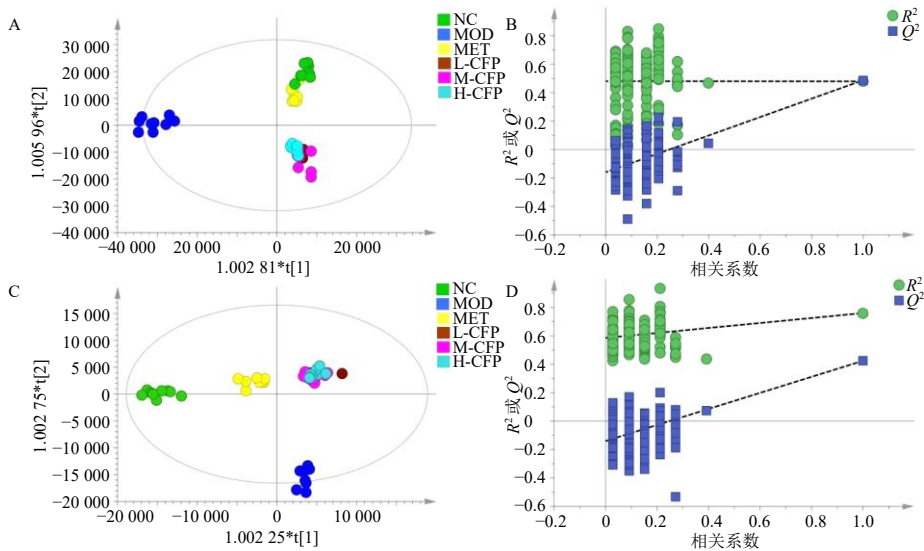 A
NC
MOD
MET
L-CFP
M-CFP
H-CFP
30 000
20 000
10 000
0
−10 000
−20 000
−30 000
−40 000
1.005 96*t[2]
−40 000 −20 000 0 20 000
1.002 81*t[1]
B
R²
Q²
1.0
0.8
0.6
0.4
0.2
0
−0.2
−0.4
−0.6
R² 或 Q²
−0.2 0 0.2 0.4 0.6 0.8 1.0
相关系数
C
NC
MOD
MET
L-CFP
M-CFP
H-CFP
15 000
10 000
5 000
0
−5 000
−10 000
−15 000
−20 000
1.002 75*t[2]
−20 000 −10 000 0 10 000
1.002 25*t[1]
D
R²
Q²
0.8
0.6
0.4
0.2
0
−0.2
−0.4
−0.6
R² 或 Q²
−0.2 0 0.2 0.4 0.6 0.8 1.0
相关系数